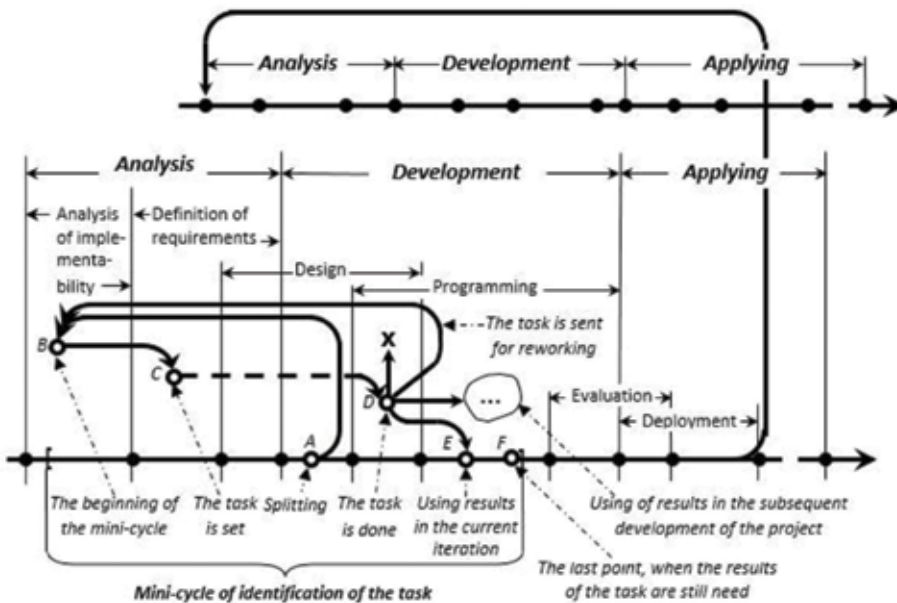 Analysis
Development
Applying
Analysis
Development
Applying
Analysis
of imple-
menta-
bility
Definition of
requirements
Design
Programming
X
The task is sent
for reworking
B
C
D
...
Evaluation
Deployment
A
E
F
The beginning of
the mini-cycle
The task
is set
Splitting
The task
is done
Using results
in the current
iteration
Using of results in the subsequent
development of the project
The last point, when the results
of the task are still need
Mini-cycle of identification of the task